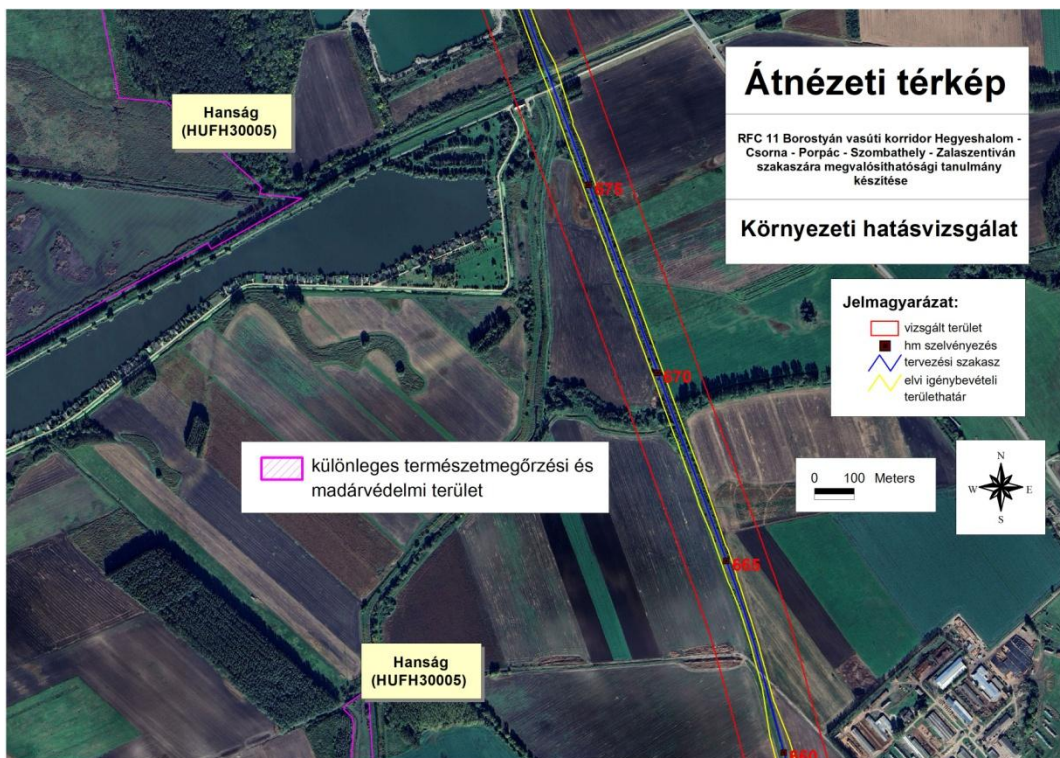 Átnézeti térkép
RFC 11 Borostyán vasúti korridor Hegyeshalom -
Csorna - Porpác - Szombathely - Zalaszentiván
szakaszára megvalósíthatósági tanulmány
készítése
Környezeti hatásvizsgálat
Hanság
(HUFH30005)
675
Jelmagyarázat:
vizsgált terület
hm szelvényezés
tervezési szakasz
elvi igénybevételi
területhatár
670
különleges természetmegőrzési és
madárvédelmi terület
0 100 Meters
N
W E
S
665
Hanság
(HUFH30005)
660